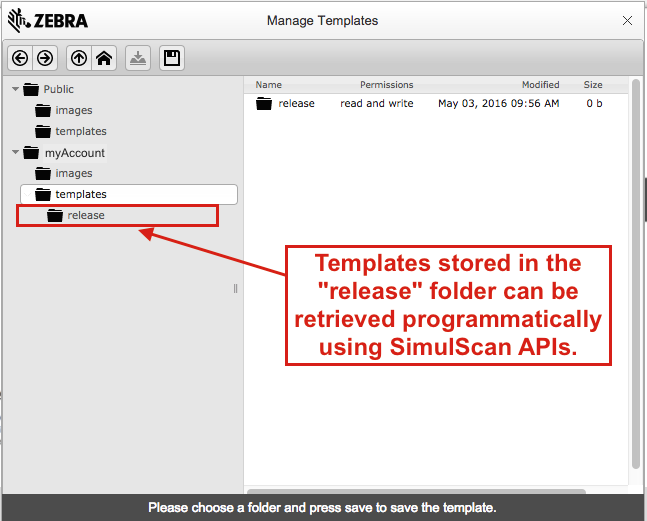 ZEBRA
Manage Templates
Public
images
templates
myAccount
images
templates
release
Name Permissions Modified Size
release read and write May 03, 2016 09:56 AM 0 b
Templates stored in the
"release" folder can be
retrieved programmatically
using SimulScan APIs.
Please choose a folder and press save to save the template.